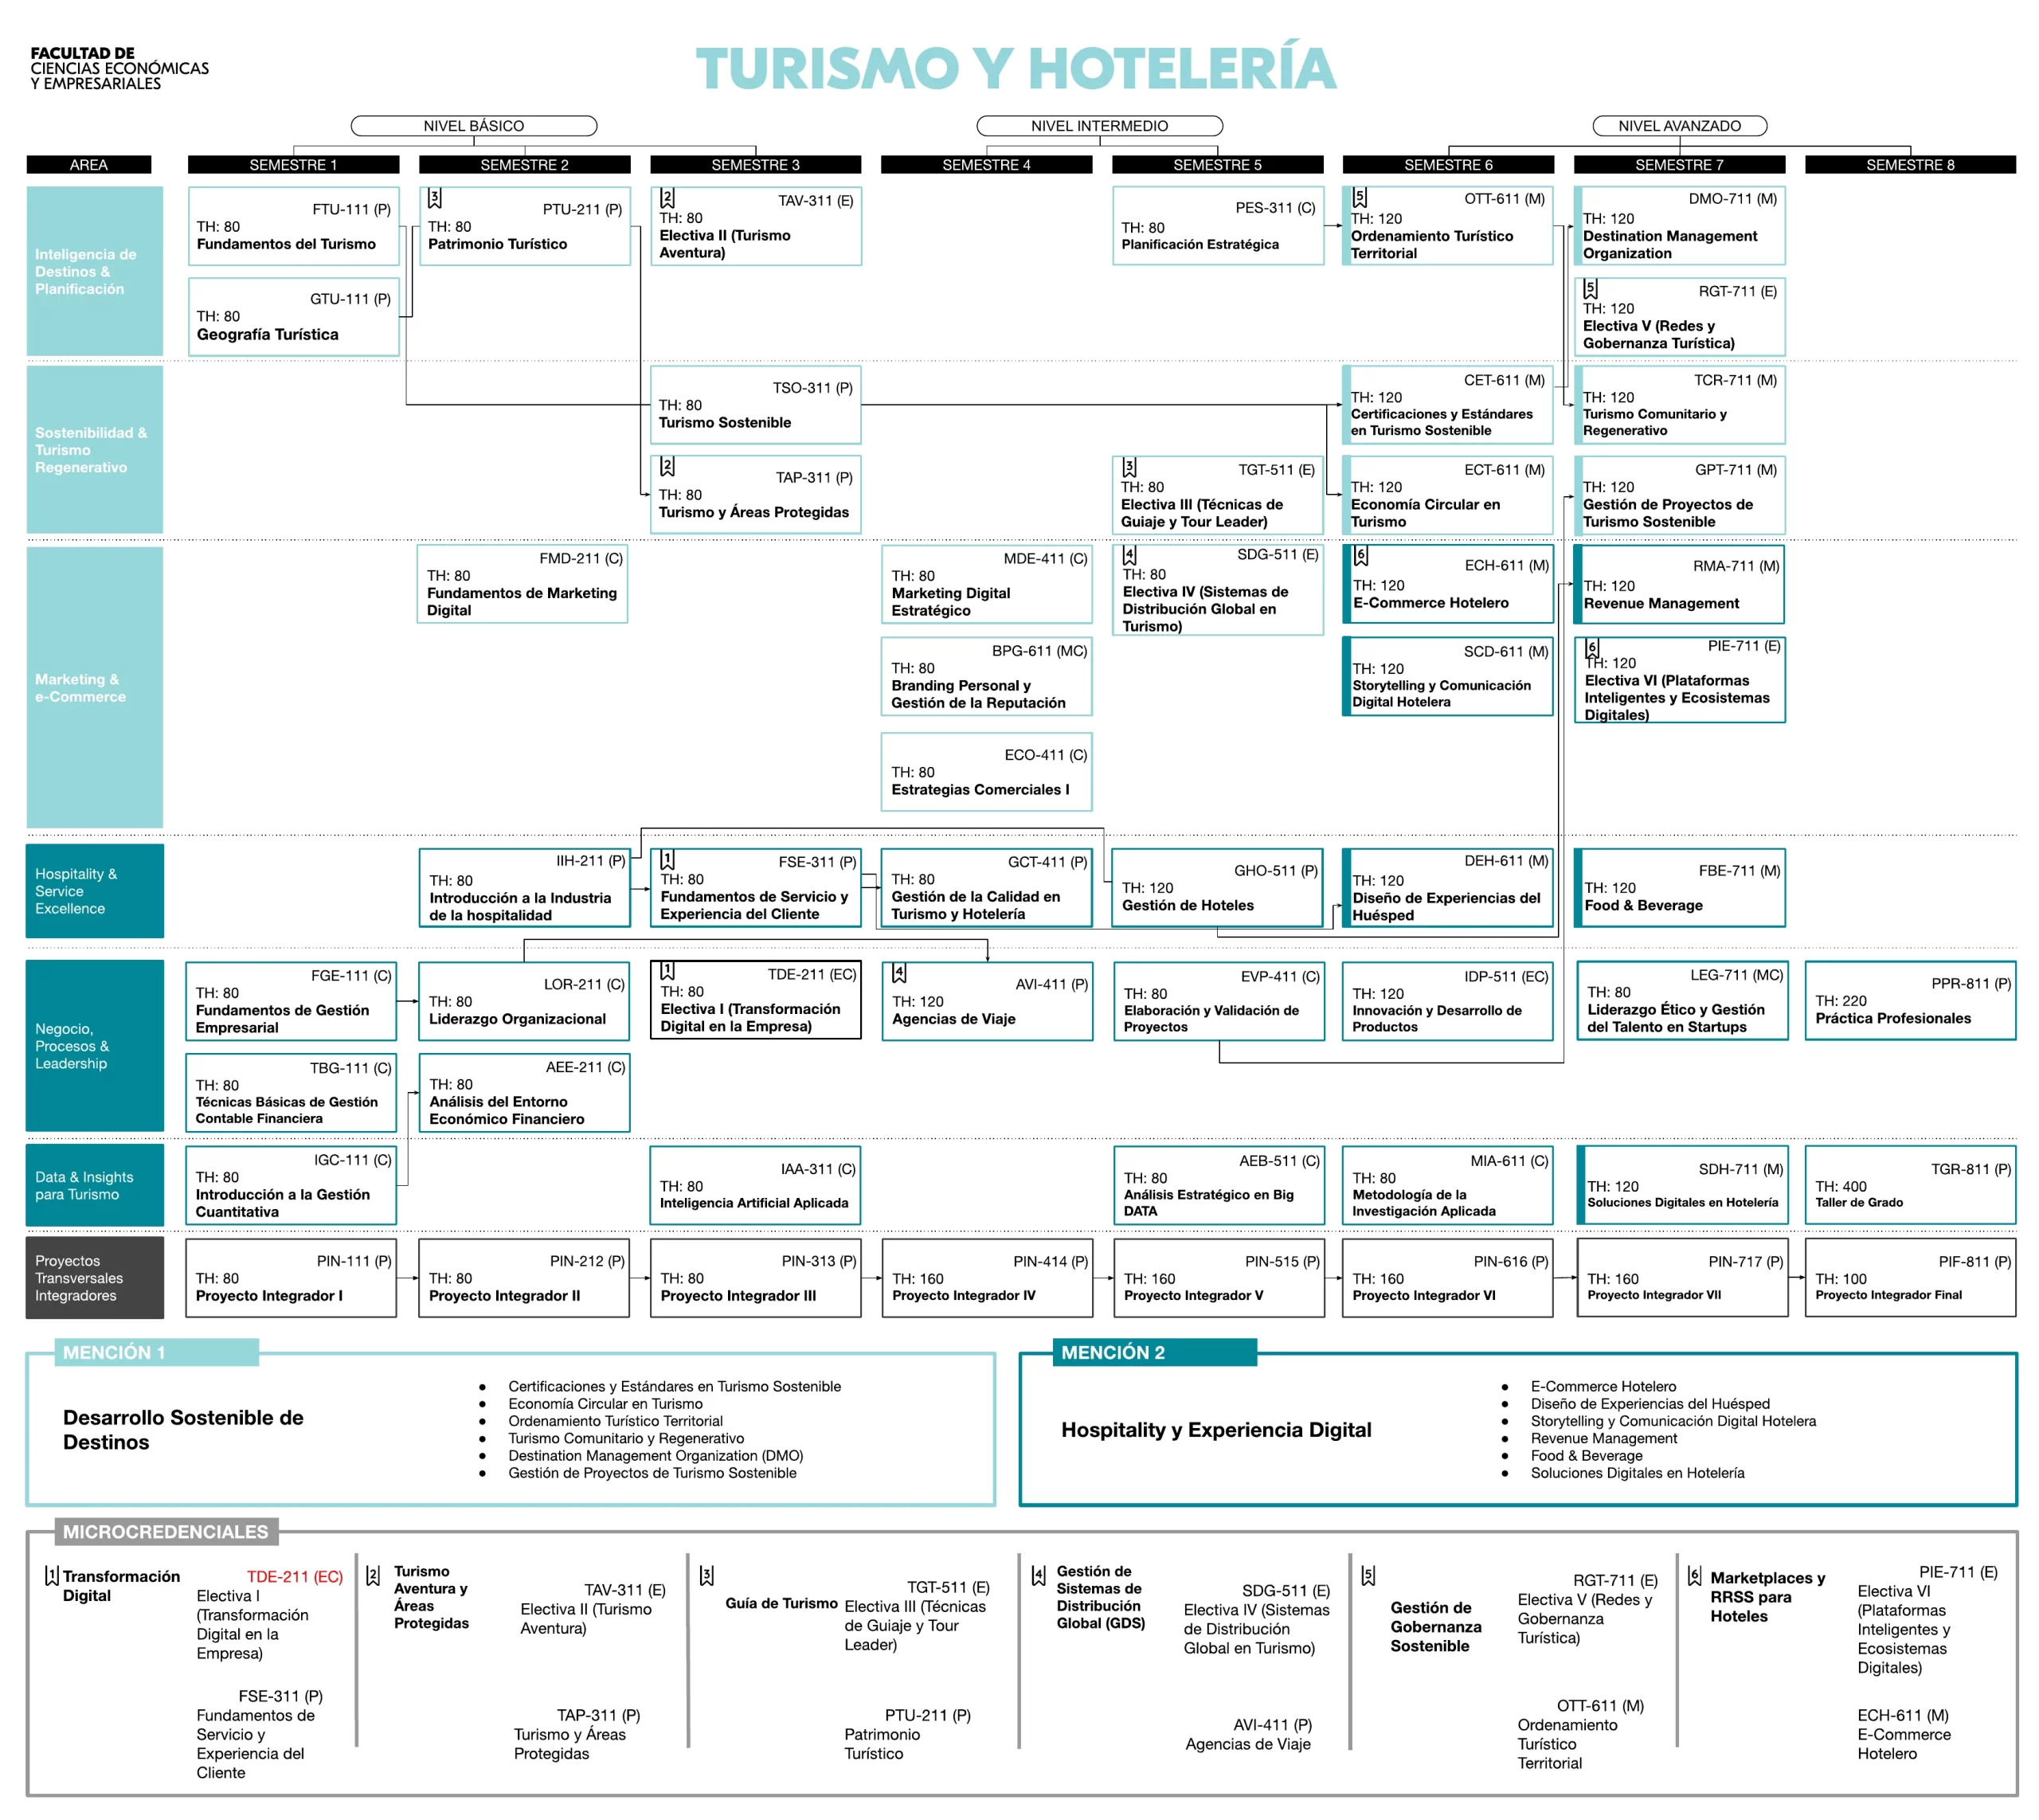 FACULTAD DE
CIENCIAS ECONÓMICAS
Y EMPRESARIALES
TURISMO Y HOTELERÍA
NIVEL BÁSICO
NIVEL INTERMEDIO
NIVEL AVANZADO
AREA
SEMESTRE 1
SEMESTRE 2
SEMESTRE 3
SEMESTRE 4
SEMESTRE 5
SEMESTRE 6
SEMESTRE 7
SEMESTRE 8
Inteligencia de
Destinos &
Planificación
FTU-111 (P)
TH: 80
Fundamentos del Turismo
GTU-111 (P)
TH: 80
Geografía Turística
3
PTU-211 (P)
TH: 80
Patrimonio Turístico
2
TAV-311 (E)
TH: 80
Electiva II (Turismo
Aventura)
PES-311 (C)
TH: 80
Planificación Estratégica
5
OTT-611 (M)
TH: 120
Ordenamiento Turístico
Territorial
DMO-711 (M)
TH: 120
Destination Management
Organization
5
RGT-711 (E)
TH: 120
Electiva V (Redes y
Gobernanza Turística)
Sostenibilidad &
Turismo
Regenerativo
TSO-311 (P)
TH: 80
Turismo Sostenible
2
TAP-311 (P)
TH: 80
Turismo y Áreas Protegidas
3
TGT-511 (E)
TH: 80
Electiva III (Técnicas de
Guiaje y Tour Leader)
CET-611 (M)
TH: 120
Certificaciones y Estándares
en Turismo Sostenible
ECT-611 (M)
TH: 120
Economía Circular en
Turismo
TCR-711 (M)
TH: 120
Turismo Comunitario y
Regenerativo
GPT-711 (M)
TH: 120
Gestión de Proyectos de
Turismo Sostenible
Marketing &
e-Commerce
FMD-211 (C)
TH: 80
Fundamentos de Marketing
Digital
MDE-411 (C)
TH: 80
Marketing Digital
Estratégico
BPG-611 (MC)
TH: 80
Branding Personal y
Gestión de la Reputación
ECO-411 (C)
TH: 80
Estrategias Comerciales I
4
SDG-511 (E)
TH: 80
Electiva IV (Sistemas de
Distribución Global en
Turismo)
6
ECH-611 (M)
TH: 120
E-Commerce Hotelero
SCD-611 (M)
TH: 120
Storytelling y Comunicación
Digital Hotelera
RMA-711 (M)
TH: 120
Revenue Management
6
PIE-711 (E)
TH: 120
Electiva VI (Plataformas
Inteligentes y Ecosistemas
Digitales)
Hospitality &
Service
Excellence
IIH-211 (P)
TH: 80
Introducción a la Industria
de la hospitalidad
1
FSE-311 (P)
TH: 80
Fundamentos de Servicio y
Experiencia del Cliente
GCT-411 (P)
TH: 80
Gestión de la Calidad en
Turismo y Hotelería
GHO-511 (P)
TH: 120
Gestión de Hoteles
DEH-611 (M)
TH: 120
Diseño de Experiencias del
Huésped
FBE-711 (M)
TH: 120
Food & Beverage
Negocio,
Procesos &
Leadership
FGE-111 (C)
TH: 80
Fundamentos de Gestión
Empresarial
TBG-111 (C)
TH: 80
Técnicas Básicas de Gestión
Contable Financiera
LOR-211 (C)
TH: 80
Liderazgo Organizacional
AEE-211 (C)
TH: 80
Análisis del Entorno
Económico Financiero
1
TDE-211 (EC)
TH: 80
Electiva I (Transformación
Digital en la Empresa)
4
AVI-411 (P)
TH: 120
Agencias de Viaje
EVP-411 (C)
TH: 80
Elaboración y Validación de
Proyectos
IDP-511 (EC)
TH: 120
Innovación y Desarrollo de
Productos
LEG-711 (MC)
TH: 80
Liderazgo Ético y Gestión
del Talento en Startups
PPR-811 (P)
TH: 220
Práctica Profesionales
Data & Insights
para Turismo
IGC-111 (C)
TH: 80
Introducción a la Gestión
Cuantitativa
IAA-311 (C)
TH: 80
Inteligencia Artificial Aplicada
AEB-511 (C)
TH: 80
Análisis Estratégico en Big
DATA
MIA-611 (C)
TH: 80
Metodología de la
Investigación Aplicada
SDH-711 (M)
TH: 120
Soluciones Digitales en Hotelería
TGR-811 (P)
TH: 400
Taller de Grado
Proyectos
Transversales
Integradores
PIN-111 (P)
TH: 80
Proyecto Integrador I
PIN-212 (P)
TH: 80
Proyecto Integrador II
PIN-313 (P)
TH: 80
Proyecto Integrador III
PIN-414 (P)
TH: 160
Proyecto Integrador IV
PIN-515 (P)
TH: 160
Proyecto Integrador V
PIN-616 (P)
TH: 160
Proyecto Integrador VI
PIN-717 (P)
TH: 160
Proyecto Integrador VII
PIF-811 (P)
TH: 100
Proyecto Integrador Final
MENCIÓN 1
Desarrollo Sostenible de
Destinos
● Certificaciones y Estándares en Turismo Sostenible
● Economía Circular en Turismo
● Ordenamiento Turístico Territorial
● Turismo Comunitario y Regenerativo
● Destination Management Organization (DMO)
● Gestión de Proyectos de Turismo Sostenible
MENCIÓN 2
Hospitality y Experiencia Digital
● E-Commerce Hotelero
● Diseño de Experiencias del Huésped
● Storytelling y Comunicación Digital Hotelera
● Revenue Management
● Food & Beverage
● Soluciones Digitales en Hotelería
MICROCREDENCIALES
1
Transformación
Digital
TDE-211 (EC)
Electiva I
(Transformación
Digital en la
Empresa)
FSE-311 (P)
Fundamentos de
Servicio y
Experiencia del
Cliente
2
Turismo
Aventura y
Áreas
Protegidas
TAV-311 (E)
Electiva II (Turismo
Aventura)
TAP-311 (P)
Turismo y Áreas
Protegidas
3
Guía de Turismo
TGT-511 (E)
Electiva III (Técnicas
de Guiaje y Tour
Leader)
PTU-211 (P)
Patrimonio
Turístico
4
Gestión de
Sistemas de
Distribución
Global (GDS)
SDG-511 (E)
Electiva IV (Sistemas
de Distribución
Global en Turismo)
AVI-411 (P)
Agencias de Viaje
5
Gestión de
Gobernanza
Sostenible
RGT-711 (E)
Electiva V (Redes y
Gobernanza
Turística)
OTT-611 (M)
Ordenamiento
Turístico
Territorial
6
Marketplaces y
RRSS para
Hoteles
PIE-711 (E)
Electiva VI
(Plataformas
Inteligentes y
Ecosistemas
Digitales)
ECH-611 (M)
E-Commerce
Hotelero